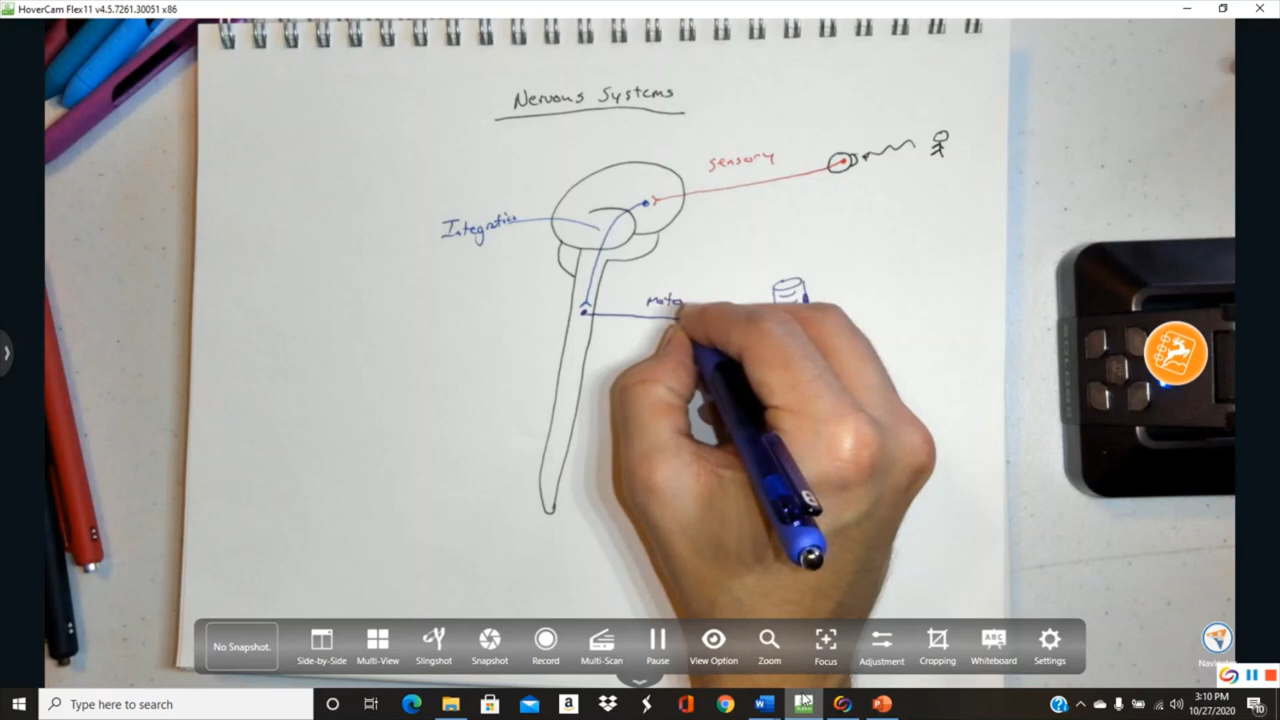 HoverCam Flex11 v4.5.7261.30051 x86
Nervous Systems
Sensory
Integration
Moto
No Snapshot.
Side-by-Side
Multi-View
Slingshot
Snapshot
Record
Multi-Scan
Pause
View Option
Zoom
Focus
Adjustment
Cropping
ABC
Whiteboard
Settings
Type here to search
3:10 PM
10/27/2020